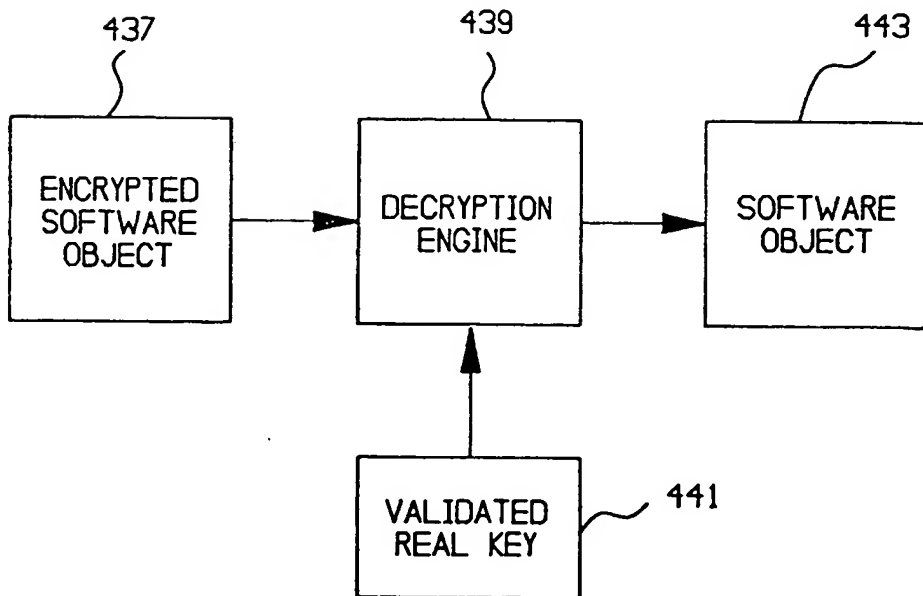 437
439
443
ENCRYPTED
SOFTWARE
OBJECT
DECRYPTION
ENGINE
SOFTWARE
OBJECT
VALIDATED
REAL KEY
441